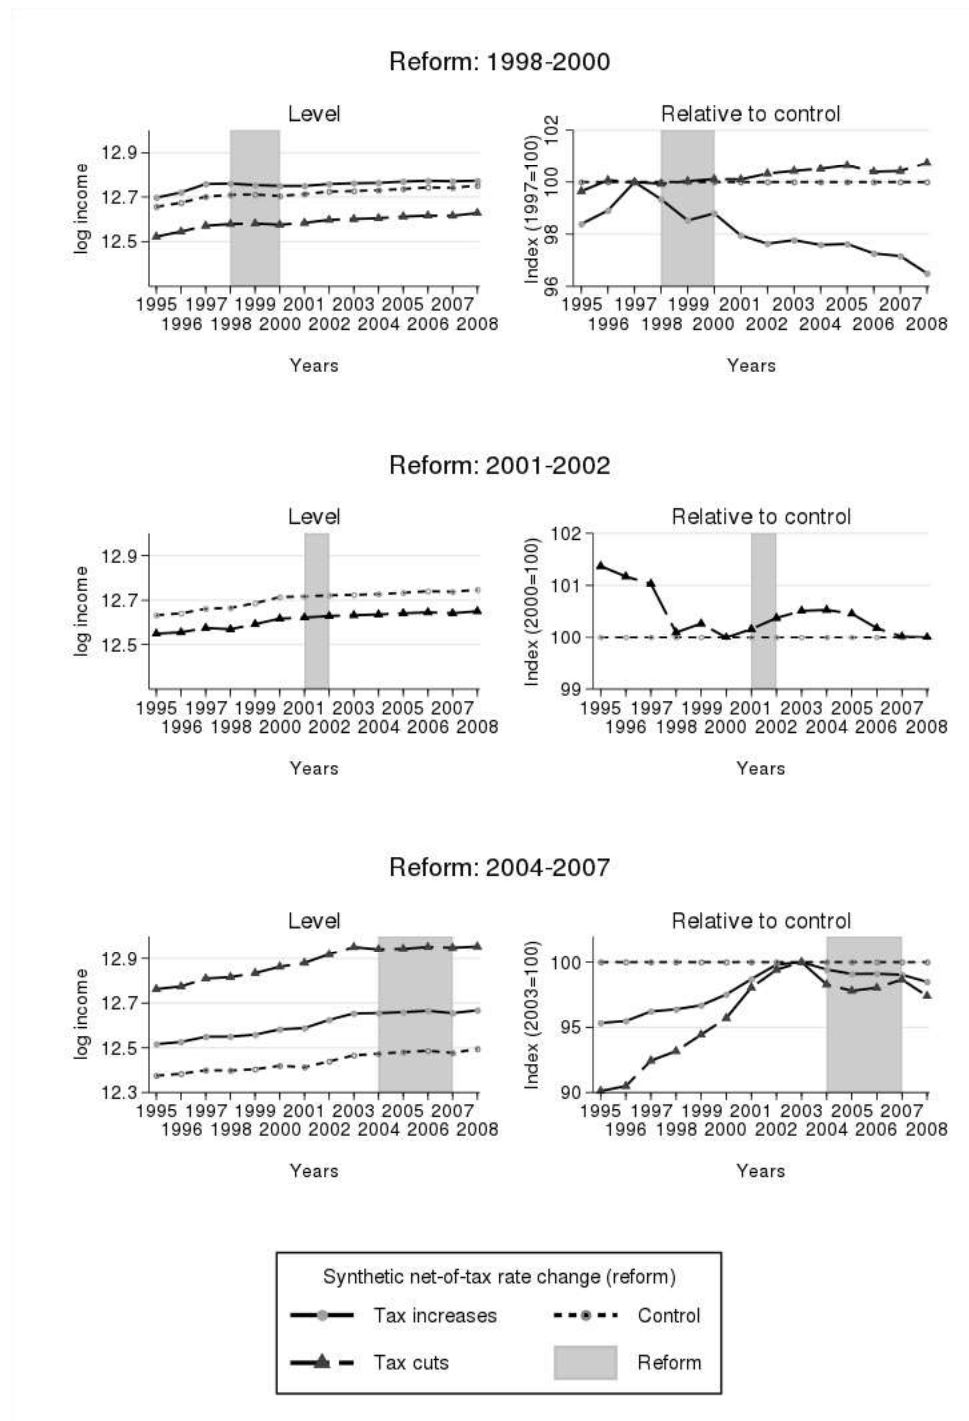 Reform: 1998-2000
Level
log income
12.9
12.7
12.5
1995 1997 1999 2001 2003 2005 2007
1996 1998 2000 2002 2004 2006 2008
Years
Relative to control
Index (1997=100)
102
100
98
96
1995 1997 1999 2001 2003 2005 2007
1996 1998 2000 2002 2004 2006 2008
Years
Reform: 2001-2002
Level
log income
12.9
12.7
12.5
1995 1997 1999 2001 2003 2005 2007
1996 1998 2000 2002 2004 2006 2008
Years
Relative to control
Index (2000=100)
102
101
100
99
1995 1997 1999 2001 2003 2005 2007
1996 1998 2000 2002 2004 2006 2008
Years
Reform: 2004-2007
Level
log income
12.9
12.7
12.5
12.3
1995 1997 1999 2001 2003 2005 2007
1996 1998 2000 2002 2004 2006 2008
Years
Relative to control
Index (2003=100)
100
95
90
1995 1997 1999 2001 2003 2005 2007
1996 1998 2000 2002 2004 2006 2008
Years
Synthetic net-of-tax rate change (reform)
Tax increases
Control
Tax cuts
Reform